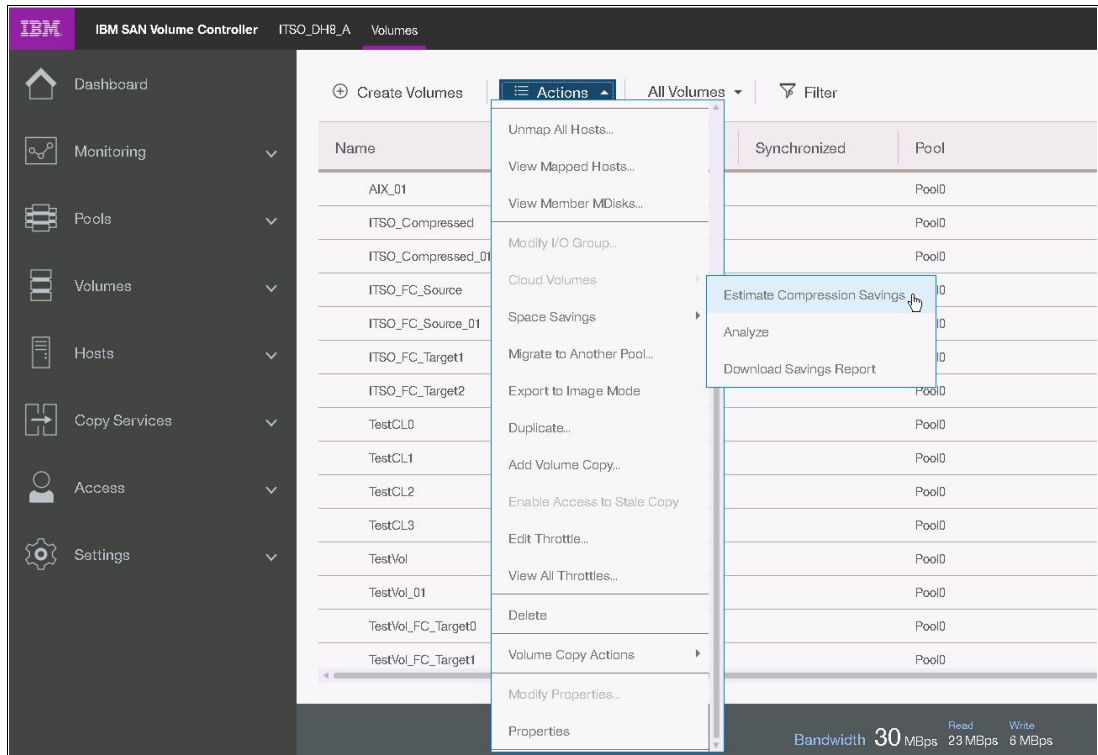 IBM
IBM SAN Volume Controller ITSO_DH8_A Volumes
Dashboard
Monitoring
Pools
Volumes
Hosts
Copy Services
Access
Settings
Create Volumes Actions All Volumes Filter
Name Synchronized Pool
AIX_01 Pool0
ITSO_Compressed Pool0
ITSO_Compressed_01 Pool0
ITSO_FC_Source
ITSO_FC_Source_01
ITSO_FC_Target1
ITSO_FC_Target2 Pool0
TestCL0 Pool0
TestCL1 Pool0
TestCL2 Pool0
TestCL3 Pool0
TestVol Pool0
TestVol_01 Pool0
TestVol_FC_Target0 Pool0
TestVol_FC_Target1 Pool0
Unmap All Hosts...
View Mapped Hosts...
View Member MDisks...
Modify I/O Group...
Cloud Volumes
Space Savings
Migrate to Another Pool...
Export to Image Mode
Duplicate...
Add Volume Copy...
Enable Access to Stale Copy
Edit Throttle...
View All Throttles...
Delete
Volume Copy Actions
Modify Properties...
Properties
Estimate Compression Savings
Analyze
Download Savings Report
Read Write
Bandwidth 30 MBps 23 MBps 6 MBps